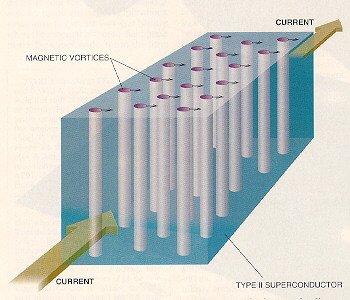 CURRENT
MAGNETIC VORTICES
CURRENT
TYPE II SUPERCONDUCTOR